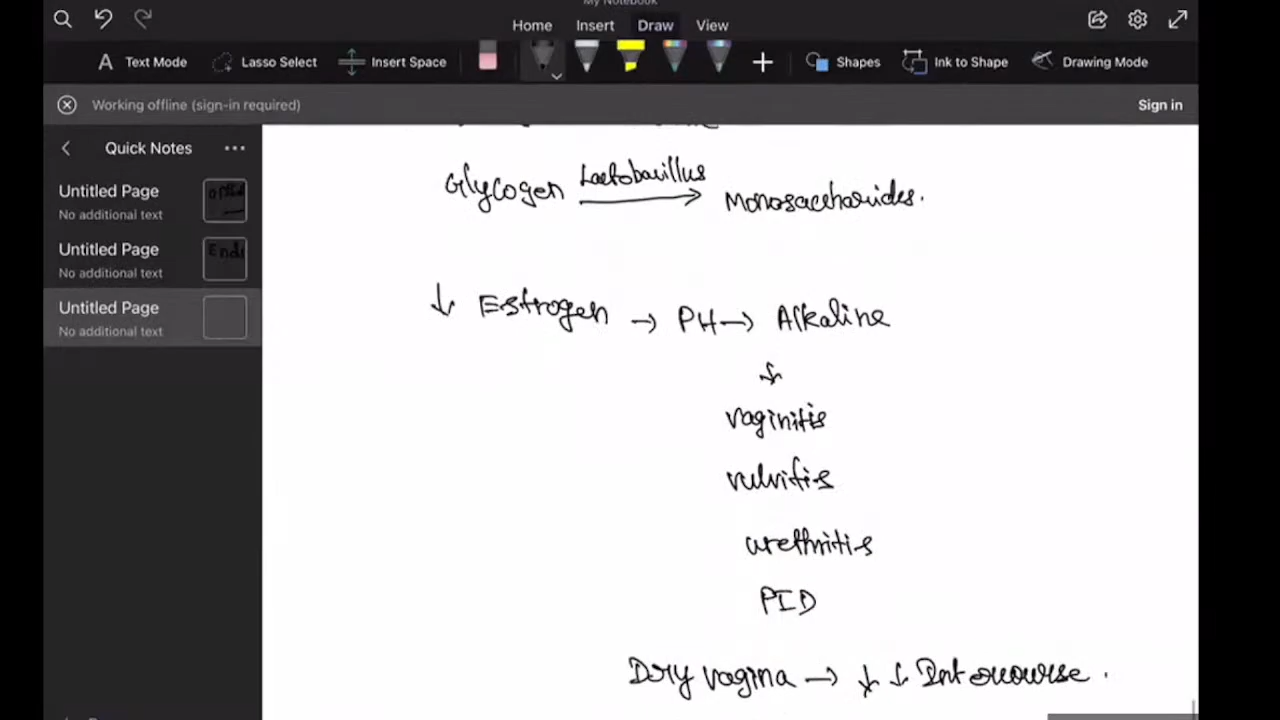 My Notebook
Home Insert Draw View
Text Mode Lasso Select Insert Space Shapes Ink to Shape Drawing Mode
Working offline (sign-in required) Sign in
Quick Notes
Untitled Page
No additional text
Untitled Page
No additional text
Untitled Page
No additional text
Glycogen Lactobacillus → Monosaccharides.
↓ Estrogen → PH → Alkaline
↓
vaginitis
vulvitis
urethritis
PID
Dry vagina → ↓ ↓ Intercourse.